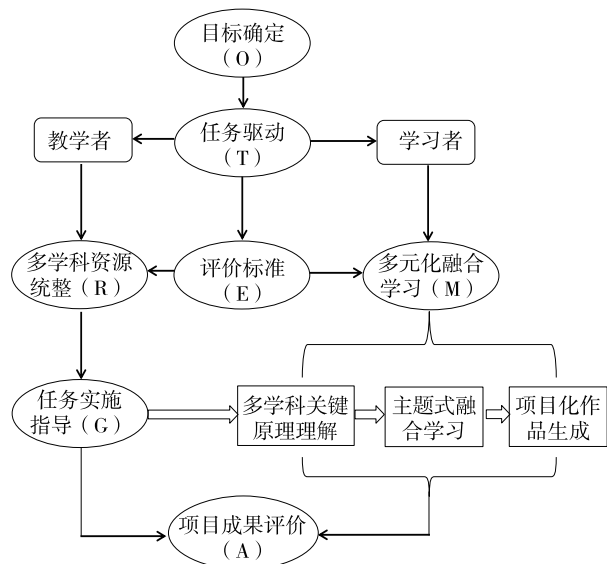 目标确定
(O)
教学者
任务驱动
(T)
学习者
多学科资源
统整(R)
评价标准
(E)
多元化融合
学习(M)
任务实施
指导(G)
多学科关键
原理理解
主题式融
合学习
项目化作
品生成
项目成果评价
(A)